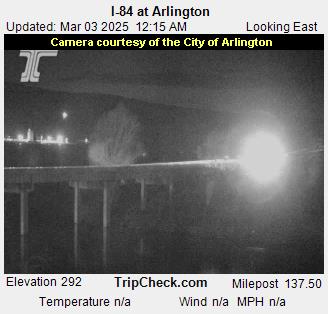 I-84 at Arlington
Updated: Mar 03 2025 12:15 AM Looking East
Camera courtesy of the City of Arlington
Elevation 292 TripCheck.com Milepost 137.50
Temperature n/a Wind n/a MPH n/a